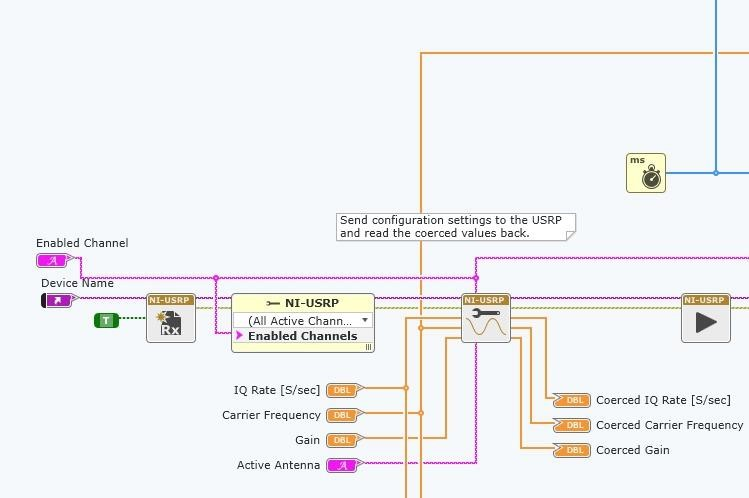 ms
Send configuration settings to the USRP
and read the coerced values back.
Enabled Channel
A
Device Name
NI-USRP
Rx
T
NI-USRP
(All Active Chann...
Enabled Channels
NI-USRP
NI-USRP
IQ Rate [S/sec]
DBL
Carrier Frequency
DBL
Gain
DBL
Active Antenna
A
DBL
Coerced IQ Rate [S/sec]
DBL
Coerced Carrier Frequency
DBL
Coerced Gain